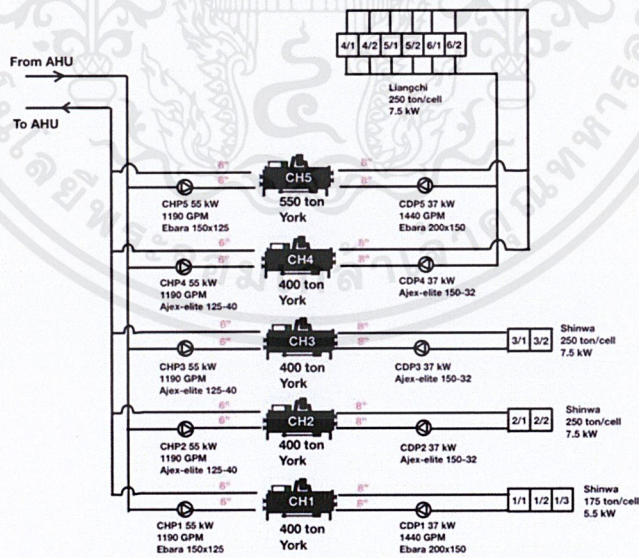 4/1 4/2 5/1 5/2 6/1 6/2
From AHU
Liangchi
250 ton/cell
7.5 kW
To AHU
6" 8"
CH5
6" 8"
550 ton
York
CHP5 55 kW
1190 GPM
Ebara 150x125
CDP5 37 kW
1440 GPM
Ebara 200x150
6" 8"
CH4
6" 8"
400 ton
York
CHP4 55 kW
1190 GPM
Ajex-elite 125-40
CDP4 37 kW
Ajex-elite 150-32
6" 8"
CH3
6" 8"
400 ton
York
3/1 3/2
Shinwa
250 ton/cell
7.5 kW
CHP3 55 kW
1190 GPM
Ajex-elite 125-40
CDP3 37 kW
Ajex-elite 150-32
6" 8"
CH2
6" 8"
400 ton
York
2/1 2/2
Shinwa
250 ton/cell
7.5 kW
CHP2 55 kW
1190 GPM
Ajex-elite 125-40
CDP2 37 kW
Ajex-elite 150-32
6" 8"
CH1
6" 8"
400 ton
York
1/1 1/2 1/3
Shinwa
175 ton/cell
5.5 kW
CHP1 55 kW
1190 GPM
Ebara 150x125
CDP1 37 kW
1440 GPM
Ebara 200x150